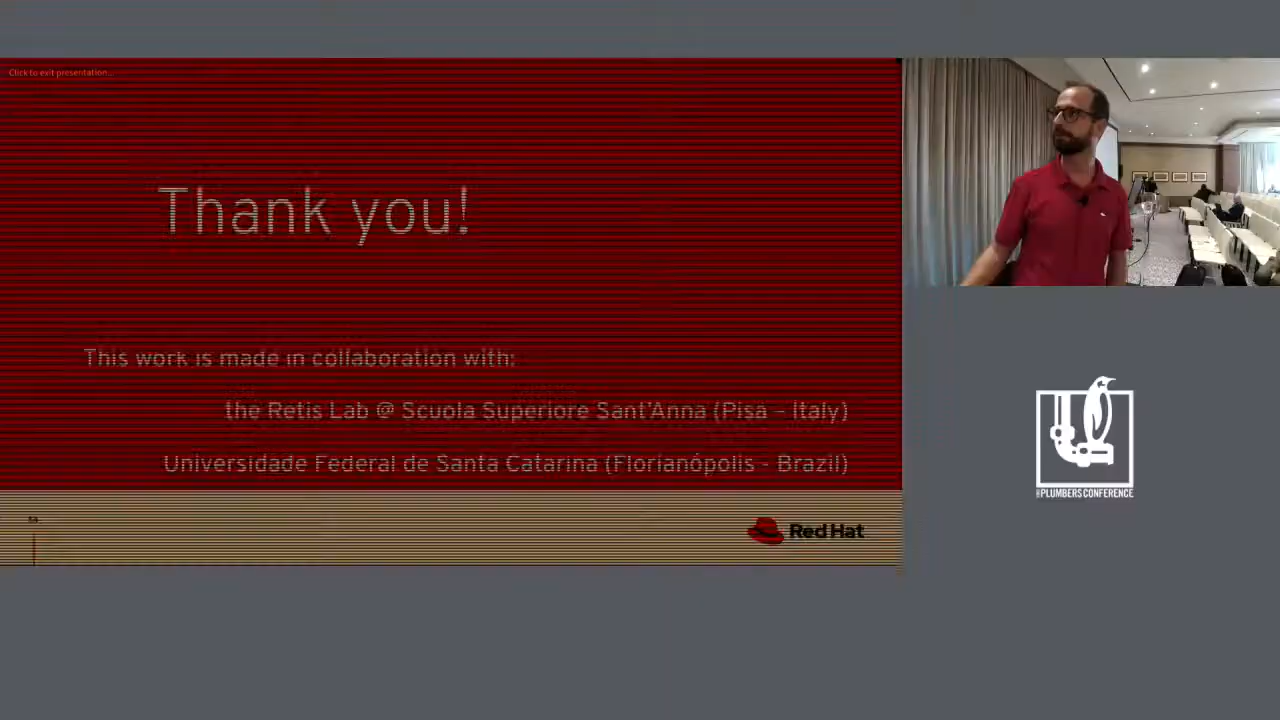 Click to exit presentation...
Thank you!
This work is made in collaboration with:
the Retis Lab @ Scuola Superiore Sant'Anna (Pisa – Italy)
Universidade Federal de Santa Catarina (Florianópolis - Brazil)
Red Hat
PLUMBERS CONFERENCE